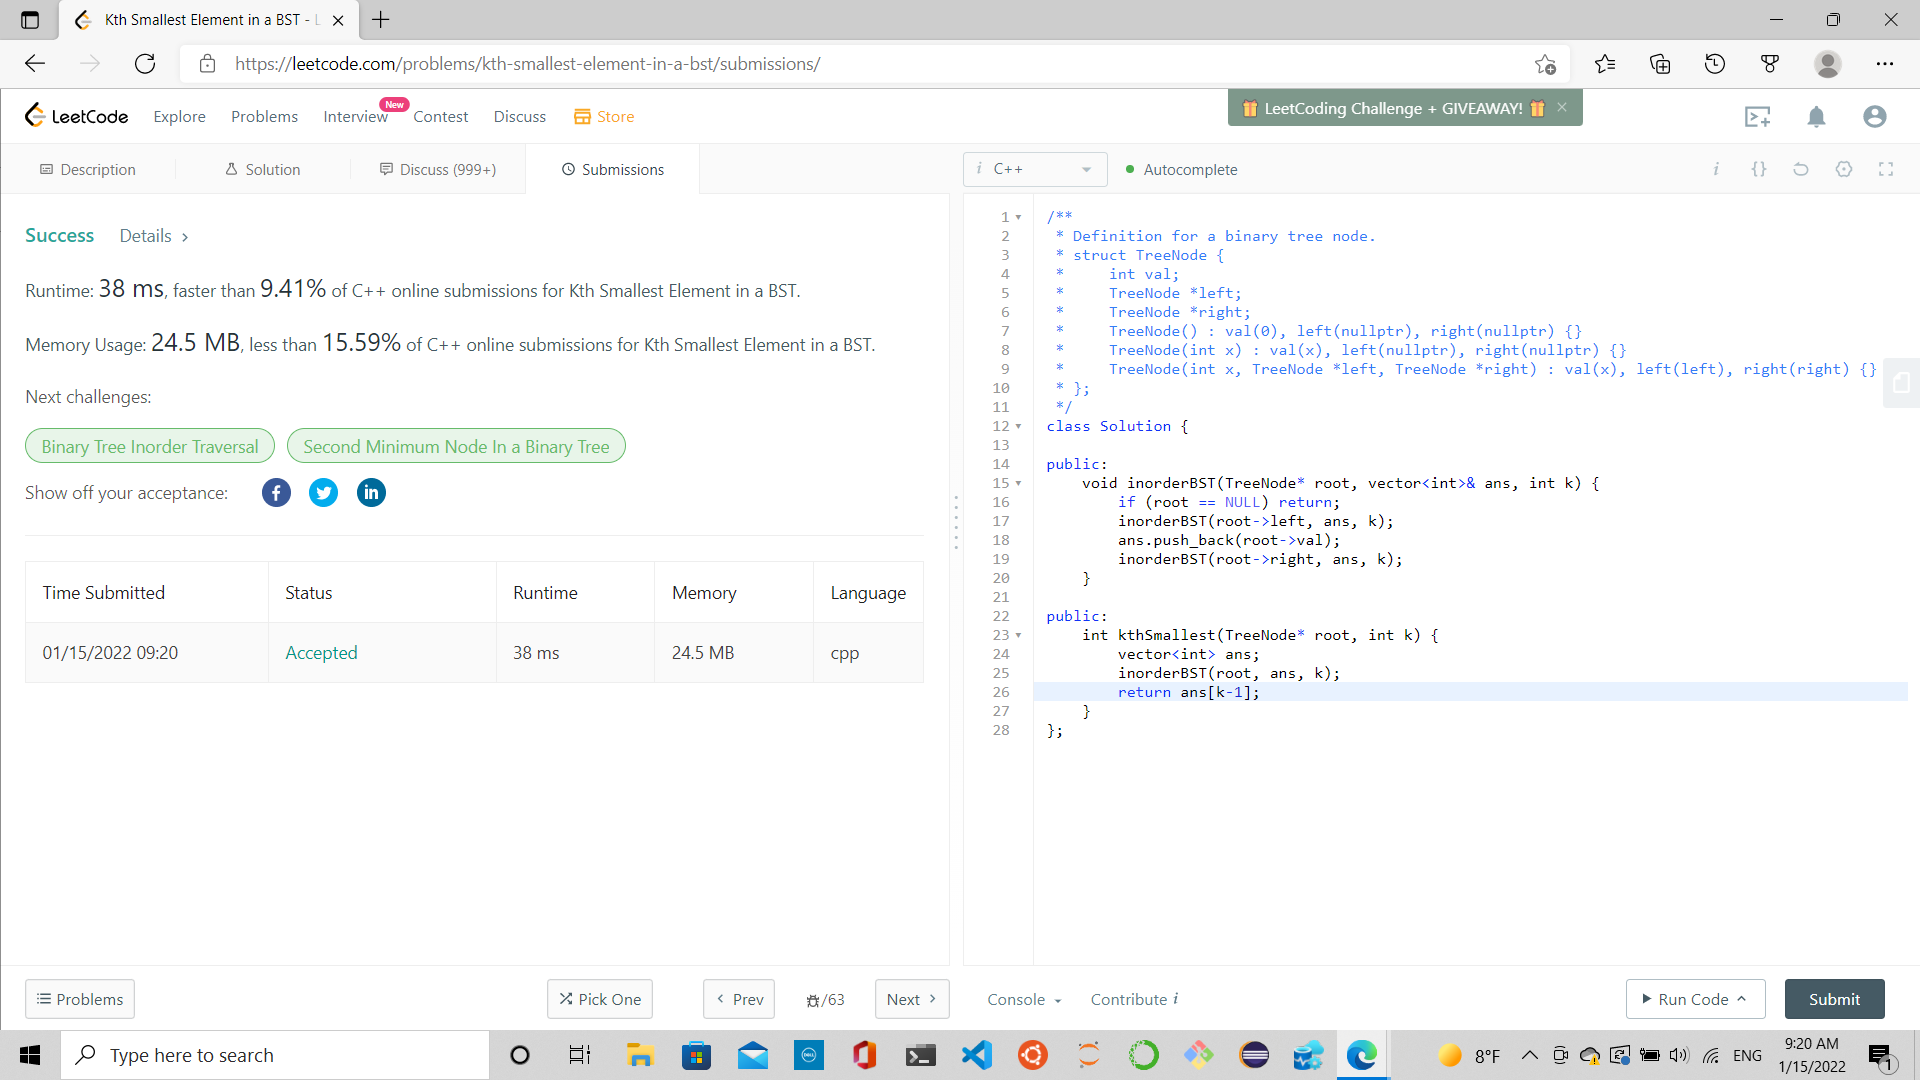 Kth Smallest Element in a BST - L
https://leetcode.com/problems/kth-smallest-element-in-a-bst/submissions/
LeetCode
Explore
Problems
Interview
New
Contest
Discuss
Store
LeetCoding Challenge + GIVEAWAY!
Description
Solution
Discuss (999+)
Submissions
i C++
Autocomplete
i
{}
Success
Details >
Runtime: 38 ms, faster than 9.41% of C++ online submissions for Kth Smallest Element in a BST.
Memory Usage: 24.5 MB, less than 15.59% of C++ online submissions for Kth Smallest Element in a BST.
Next challenges:
Binary Tree Inorder Traversal
Second Minimum Node In a Binary Tree
Show off your acceptance:
Time Submitted Status Runtime Memory Language
01/15/2022 09:20 Accepted 38 ms 24.5 MB cpp
1 /**
2 * Definition for a binary tree node.
3 * struct TreeNode {
4 * int val;
5 * TreeNode *left;
6 * TreeNode *right;
7 * TreeNode() : val(0), left(nullptr), right(nullptr) {}
8 * TreeNode(int x) : val(x), left(nullptr), right(nullptr) {}
9 * TreeNode(int x, TreeNode *left, TreeNode *right) : val(x), left(left), right(right) {}
10 * };
11 */
12 class Solution {
13
14 public:
15 void inorderBST(TreeNode* root, vector<int>& ans, int k) {
16 if (root == NULL) return;
17 inorderBST(root->left, ans, k);
18 ans.push_back(root->val);
19 inorderBST(root->right, ans, k);
20 }
21
22 public:
23 int kthSmallest(TreeNode* root, int k) {
24 vector<int> ans;
25 inorderBST(root, ans, k);
26 return ans[k-1];
27 }
28 };
Problems
Pick One
Prev
/63
Next
Console
Contribute i
Run Code
Submit
Type here to search
DELL
8°F
ENG
9:20 AM
1/15/2022
1